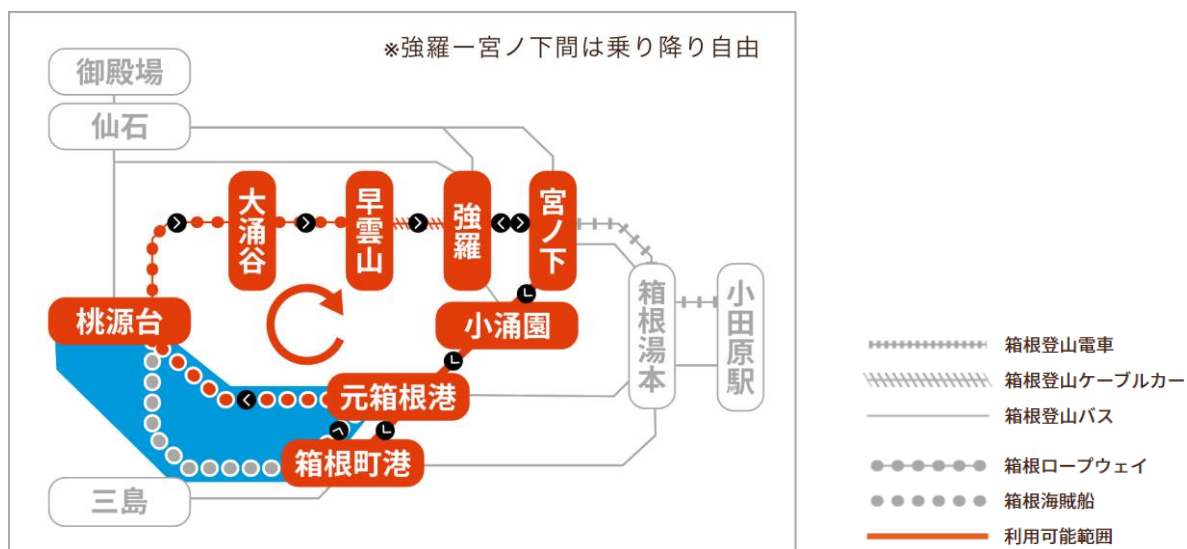 ※強羅ー宮ノ下間は乗り降り自由
御殿場
仙石
大涌谷
早雲山
強羅
宮ノ下
桃源台
小涌園
箱根湯本
小田原駅
元箱根港
箱根町港
三島
箱根登山電車
箱根登山ケーブルカー
箱根登山バス
箱根ロープウェイ
箱根海賊船
利用可能範囲